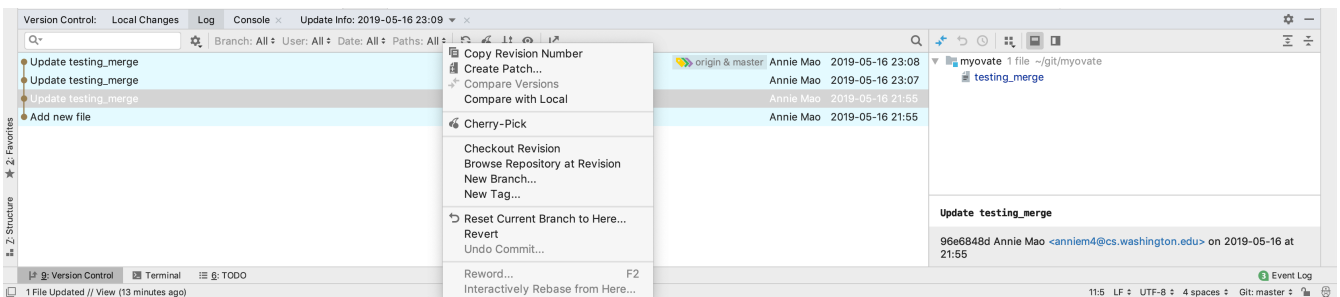 Version Control: Local Changes Log Console × Update Info: 2019-05-16 23:09 ×
Branch: All User: All Date: All Paths: All
Update testing_merge origin & master Annie Mao 2019-05-16 23:08
Update testing_merge Annie Mao 2019-05-16 23:07
Update testing_merge Annie Mao 2019-05-16 21:55
Add new file Annie Mao 2019-05-16 21:55
Copy Revision Number
Create Patch...
Compare Versions
Compare with Local
Cherry-Pick
Checkout Revision
Browse Repository at Revision
New Branch...
New Tag...
Reset Current Branch to Here...
Revert
Undo Commit...
Reword... F2
Interactively Rebase from Here...
myovate 1 file ~/git/myovate
testing_merge
Update testing_merge
96e6848d Annie Mao <anniem4@cs.washington.edu> on 2019-05-16 at
21:55
2: Favorites
Z: Structure
9: Version Control Terminal 6: TODO 3 Event Log
1 File Updated // View (13 minutes ago) 11:5 LF UTF-8 4 spaces Git: master